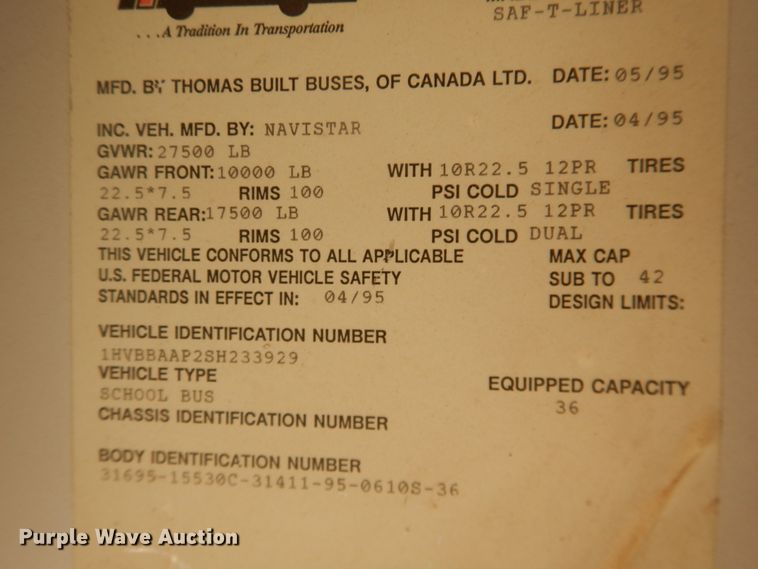 SAF-T-LINER
. . .A Tradition In Transportation
MFD. BY THOMAS BUILT BUSES, OF CANADA LTD. DATE: 05/95
INC. VEH. MFD. BY: NAVISTAR DATE: 04/95
GVWR: 27500 LB
GAWR FRONT: 10000 LB WITH 10R22.5 12PR TIRES
22.5*7.5 RIMS 100 PSI COLD SINGLE
GAWR REAR: 17500 LB WITH 10R22.5 12PR TIRES
22.5*7.5 RIMS 100 PSI COLD DUAL
THIS VEHICLE CONFORMS TO ALL APPLICABLE MAX CAP
U.S. FEDERAL MOTOR VEHICLE SAFETY SUB TO 42
STANDARDS IN EFFECT IN: 04/95 DESIGN LIMITS:
VEHICLE IDENTIFICATION NUMBER
1HVBBAAP2SH233929
VEHICLE TYPE
SCHOOL BUS EQUIPPED CAPACITY
CHASSIS IDENTIFICATION NUMBER 36
BODY IDENTIFICATION NUMBER
31695-15530C-31411-95-0610S-36
Purple Wave Auction